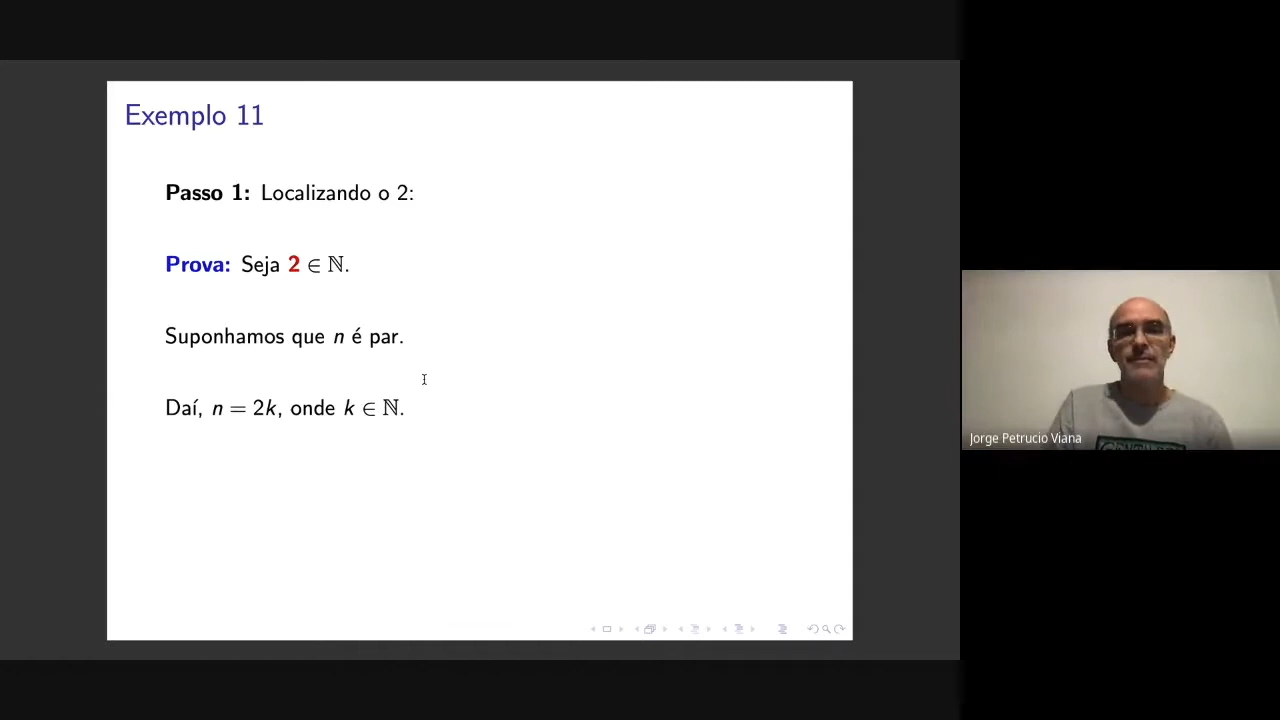 Exemplo 11
Passo 1: Localizando o 2:
Prova: Seja 2 ∈ ℕ.
Suponhamos que n é par.
Daí, n = 2k, onde k ∈ ℕ.
Jorge Petrucio Viana